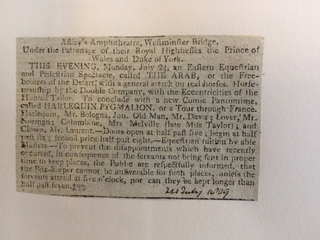 Astley's Amphitheatre, Westminster Bridge.
Under the Patronage of their Royal Highnesses the Prince of
Wales and Duke of York.
THIS EVENING, Monday, July 24, an Eastern Equestrian
and Pedestrian Spectacle, called THE ARAB, or the Free-
booters of the Desart; with a general attack on real horses. Horse-
manship by the Double Company, with the Eccentricities of the
Hunted Tailor. To conclude with a new Comic Pantomime,
called HARLEQUIN PYGMALION, or a Tour through France.
Harlequin, Mr. Bologna, jun. Old Man, Mr. Davis; Lover, Mr.
Freeman; Colombine, Mrs Melville (late Miss Taylor); and
Clown, Mr. Laurent.—Doors open at half past five; begin at half
past six; second price half past eight.—Equestrian tuition by able
Masters.—To prevent the disappointments which have recently
occurred, in consequence of the servants not being sent in proper
time to keep places, the Public are respectfully informed, that
the Box-keeper cannot be answerable for such places, unless the
servants attend at five o'clock, nor can they be kept longer than
half past seven.
24 July 1809